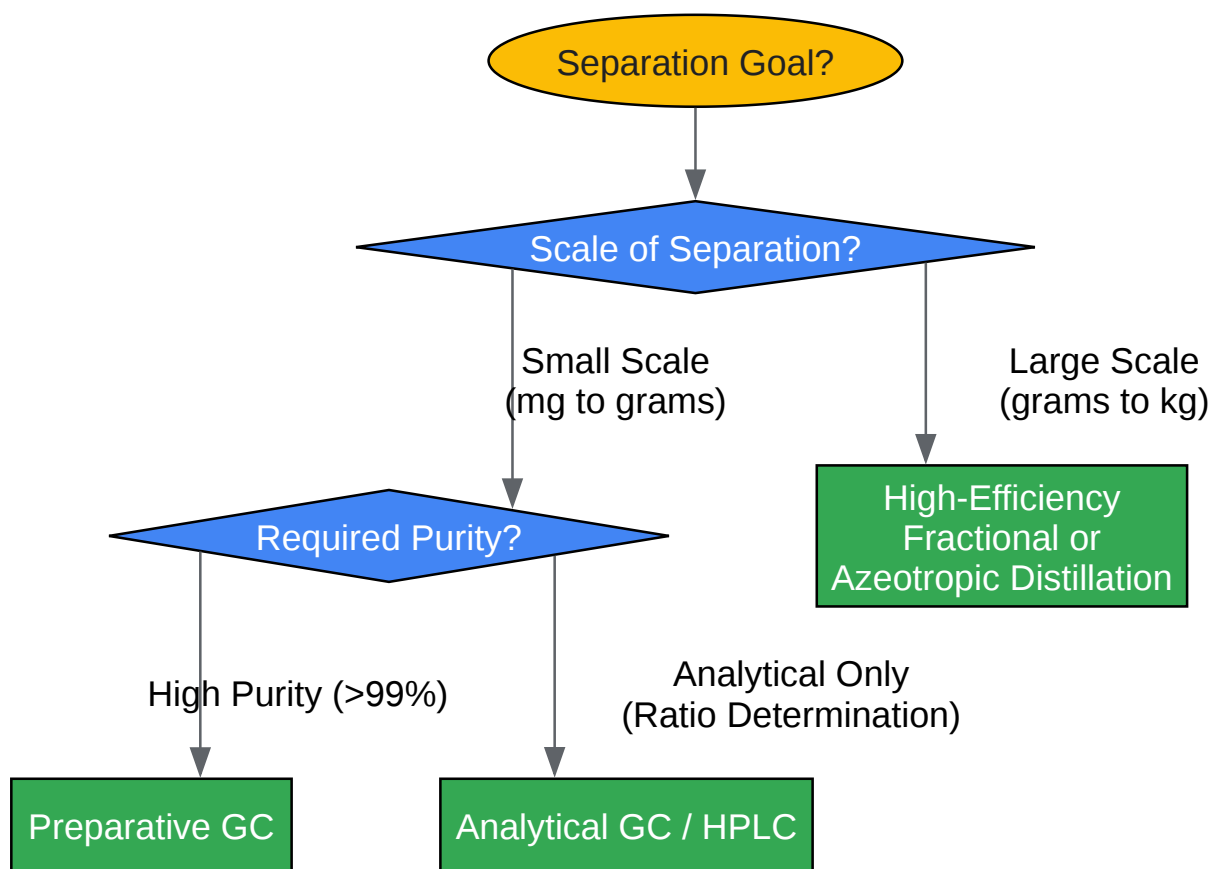 Separation Goal?
Scale of Separation?
Small Scale
(mg to grams)
Large Scale
(grams to kg)
High-Efficiency
Fractional or
Azeotropic Distillation
Required Purity?
High Purity (>99%)
Analytical Only
(Ratio Determination)
Preparative GC
Analytical GC / HPLC